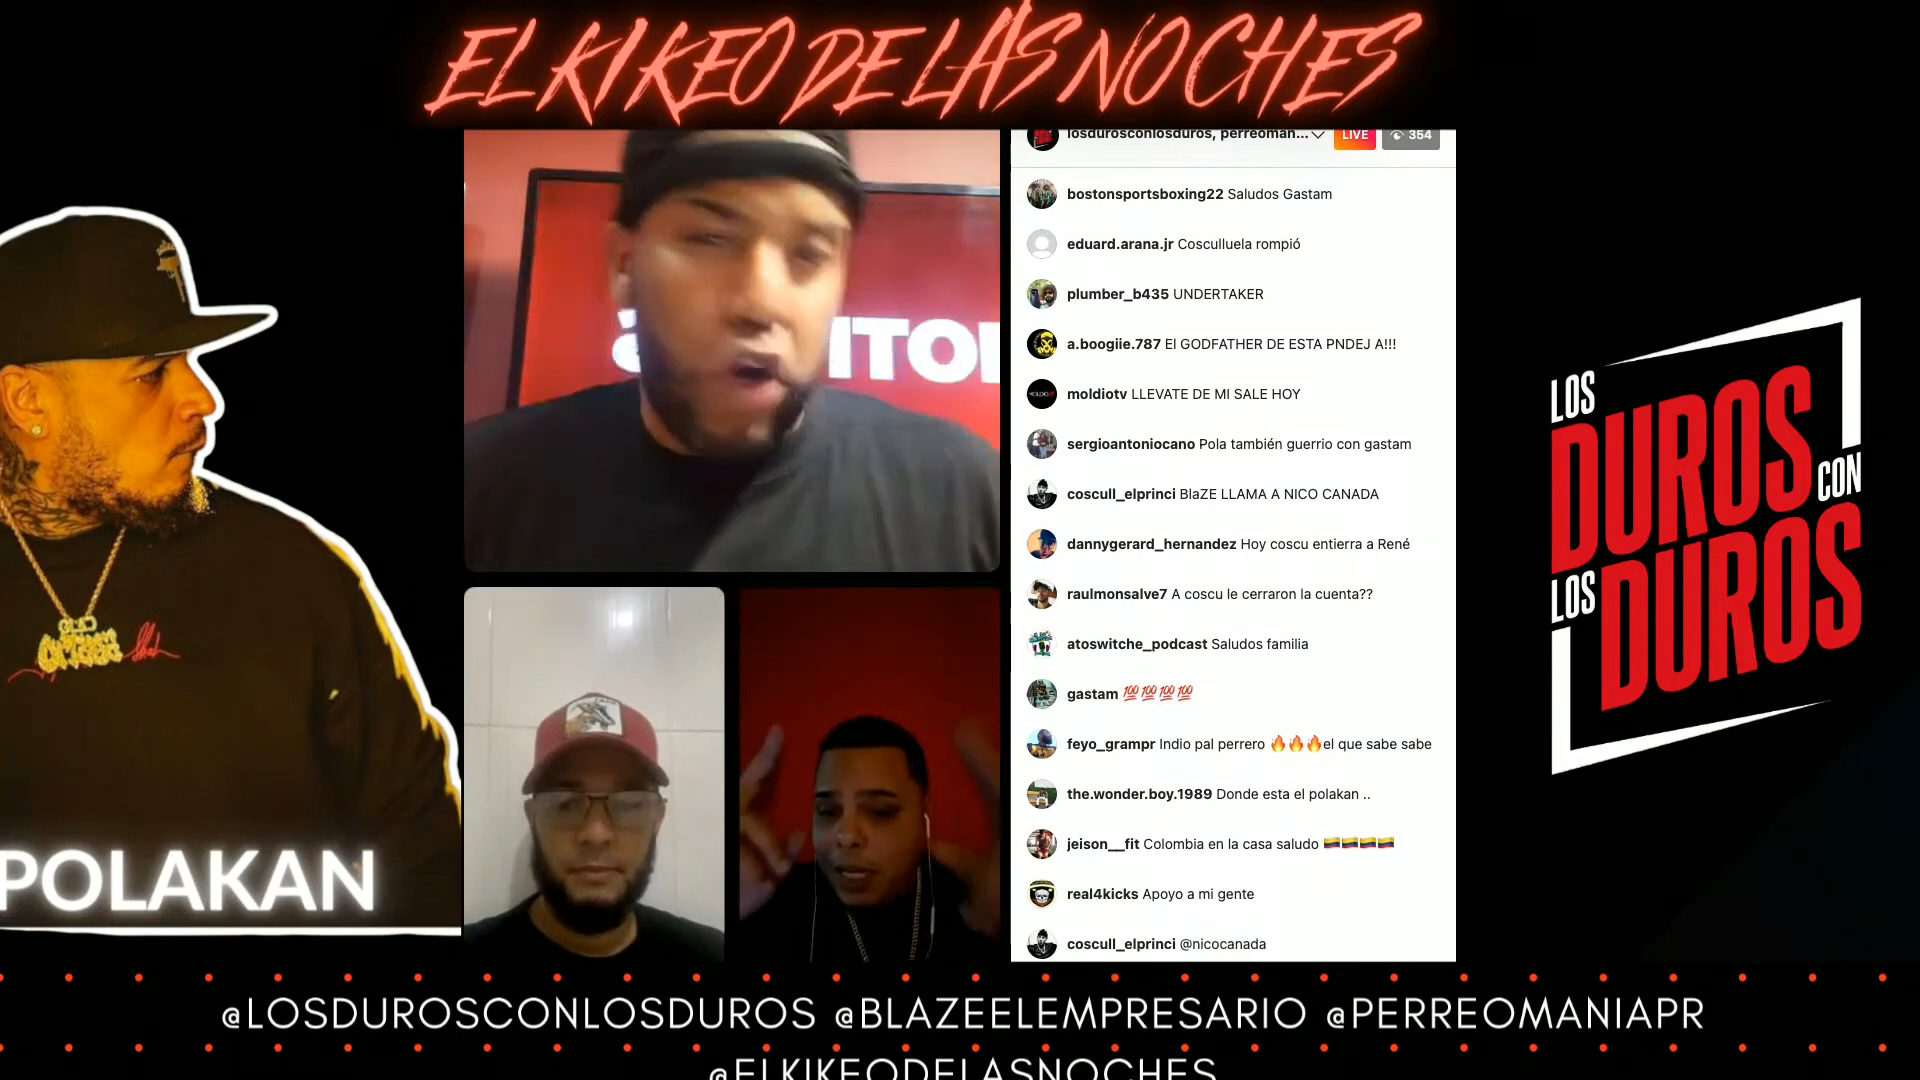 EL KIKEO DE LAS NOCHES
losdurosconlosduros, perreoman...
LIVE
354
bostonsportsboxing22 Saludos Gastam
eduard.arana.jr Cosculluela rompió
plumber_b435 UNDERTAKER
a.boogiie.787 El GODFATHER DE ESTA PNDEJ A!!!
moldiotv LLEVATE DE MI SALE HOY
sergioantoniocano Pola también guerrio con gastam
coscull_elprinci BlaZE LLAMA A NICO CANADA
dannygerard_hernandez Hoy coscu entierra a René
raulmonsalve7 A coscu le cerraron la cuenta??
atoswitche_podcast Saludos familia
gastam 💯💯💯💯
feyo_grampr Indio pal perrero 🔥🔥🔥el que sabe sabe
the.wonder.boy.1989 Donde esta el polakan ..
jeison__fit Colombia en la casa saludo 🇨🇴🇨🇴🇨🇴🇨🇴
real4kicks Apoyo a mi gente
coscull_elprinci @nicocanada
POLAKAN
LOS
DUROS
CON
LOS
DUROS
@LOSDUROSCONLOSDUROS @BLAZEELEMPRESARIO @PERREOMANIAPR
@ELKIKEODELASNOCHES